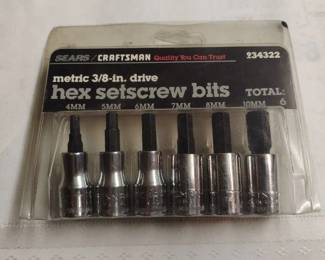 SEARS / CRAFTSMAN Quality You Can Trust 934322
metric 3/8-in. drive
hex setscrew bits TOTAL:
4MM 5MM 6MM 7MM 8MM 10MM 6